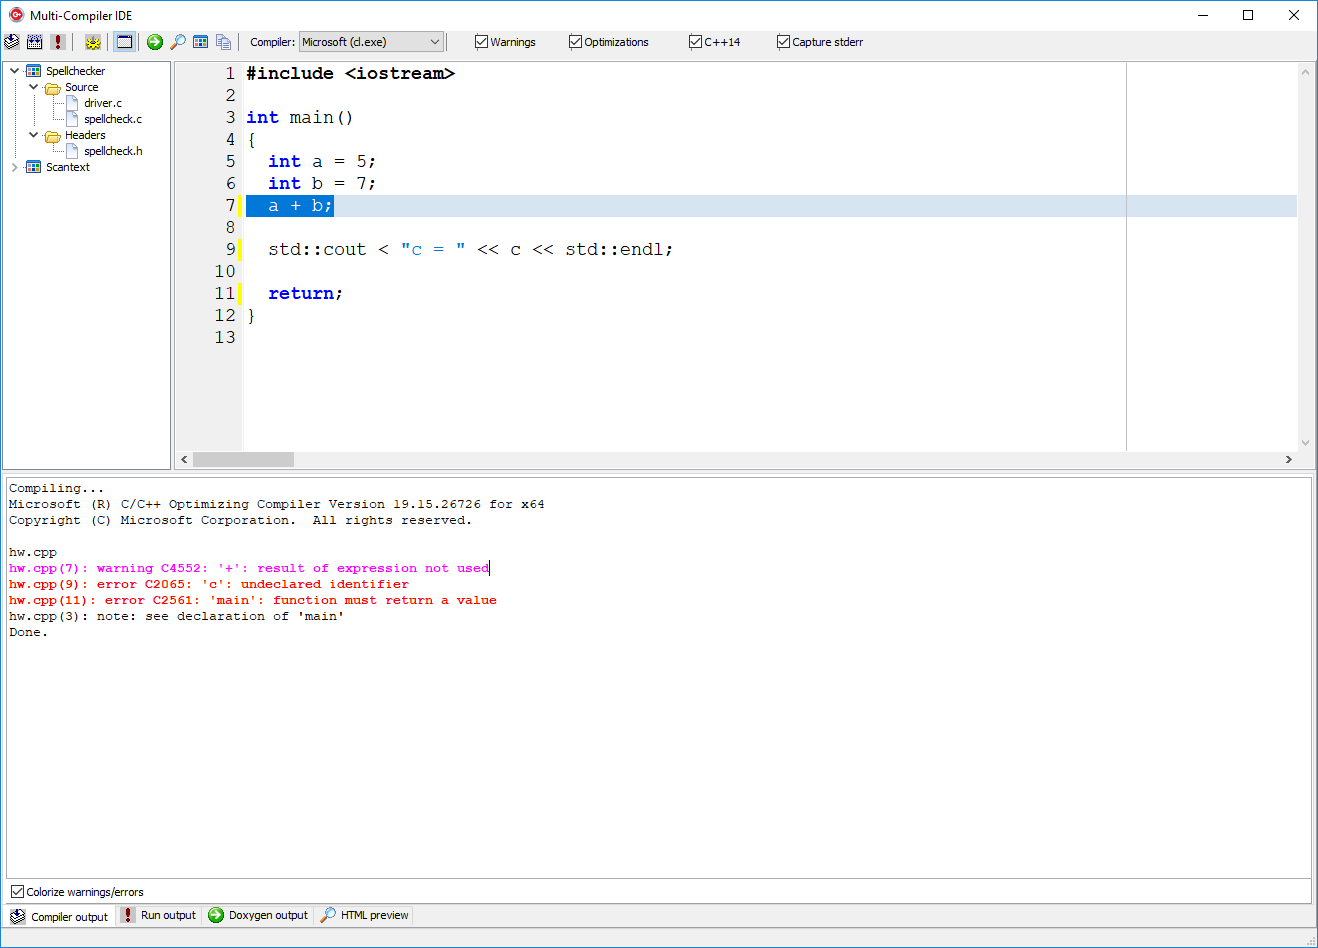 Multi-Compiler IDE
Compiler: Microsoft (cl.exe) Warnings Optimizations C++14 Capture stderr
Spellchecker
Source
driver.c
spellcheck.c
Headers
spellcheck.h
Scantext
1 #include <iostream>
2
3 int main()
4 {
5   int a = 5;
6   int b = 7;
7   a + b;
8
9   std::cout < "c = " << c << std::endl;
10
11   return;
12 }
13
Compiling...
Microsoft (R) C/C++ Optimizing Compiler Version 19.15.26726 for x64
Copyright (C) Microsoft Corporation.  All rights reserved.
hw.cpp
hw.cpp(7): warning C4552: '+': result of expression not used
hw.cpp(9): error C2065: 'c': undeclared identifier
hw.cpp(11): error C2561: 'main': function must return a value
hw.cpp(3): note: see declaration of 'main'
Done.
Colorize warnings/errors
Compiler output Run output Doxygen output HTML preview